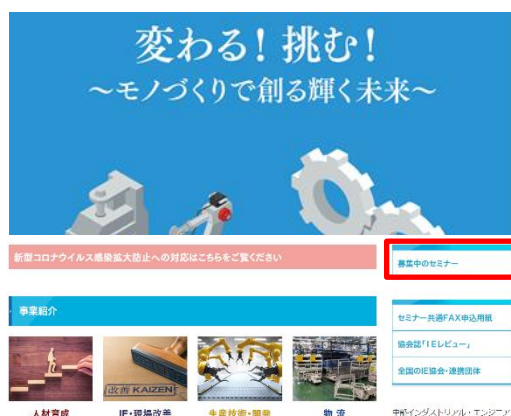 変わる！挑む！
～モノづくりで創る輝く未来～
新型コロナウイルス感染拡大防止への対応はこちらをご覧ください
募集中のセミナー
事業紹介
セミナー共通FAX申込用紙
協会誌「IEレビュー」
全国のIE協会・連携団体
改善 KAIZEN
人材育成
IE・現場改善
生産技術・開発
物 流
中部インダストリアル・エンジニア